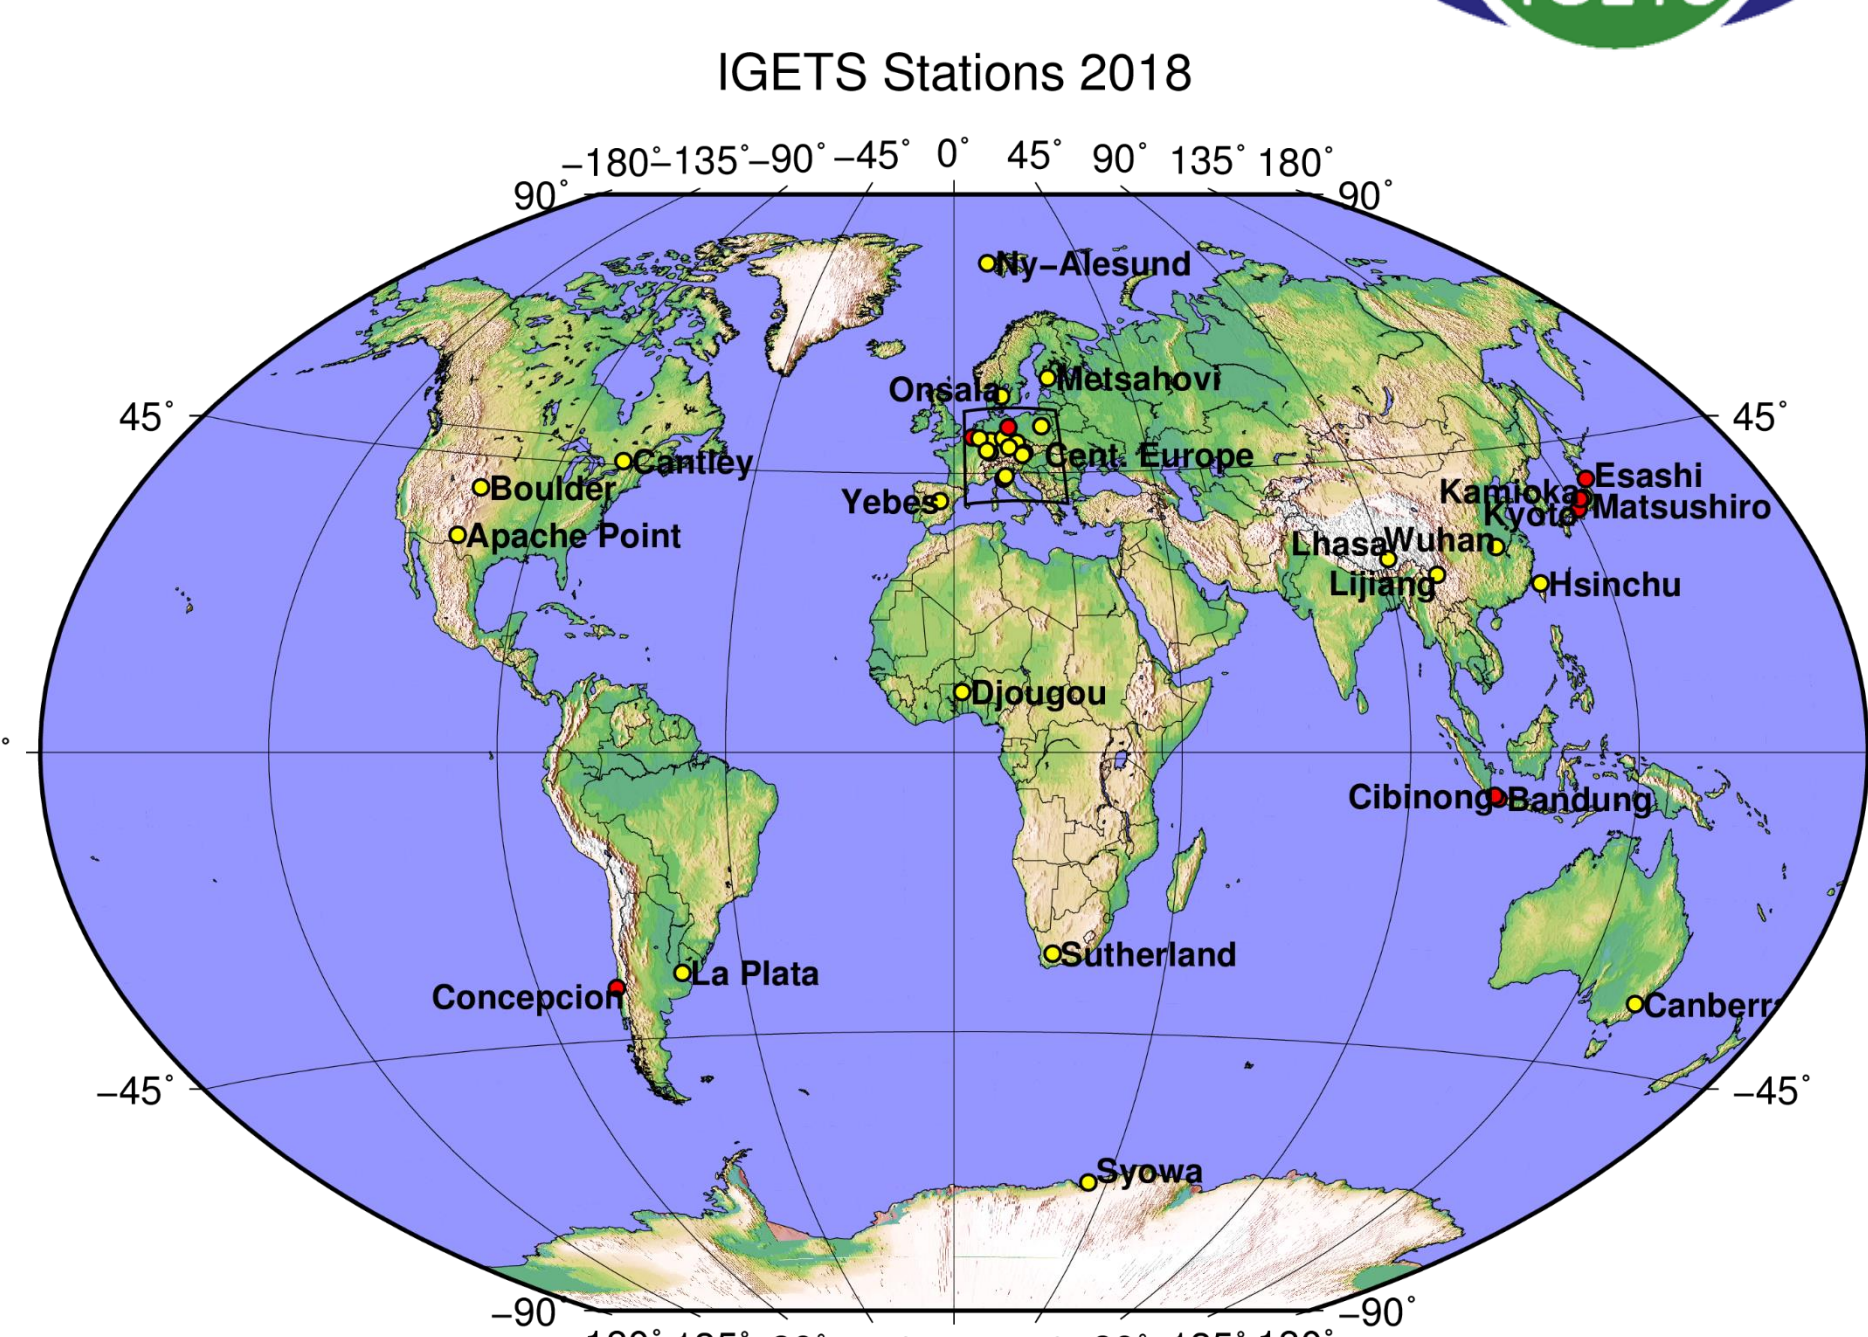 IGETS Stations 2018
−180° −135° −90° −45° 0° 45° 90° 135° 180°
90° 90°
Ny−Alesund
Onsala Metsahovi
45° 45°
Cent. Europe
Cantley
Boulder
Yebes
Apache Point
Esashi
Kamioka
Matsushiro
Kyoto
Lhasa Wuhan
Lijiang
Hsinchu
Djougou
°
Cibinong Bandung
Sutherland
La Plata
Concepcion
−45° −45°
Syowa
−90° −90°